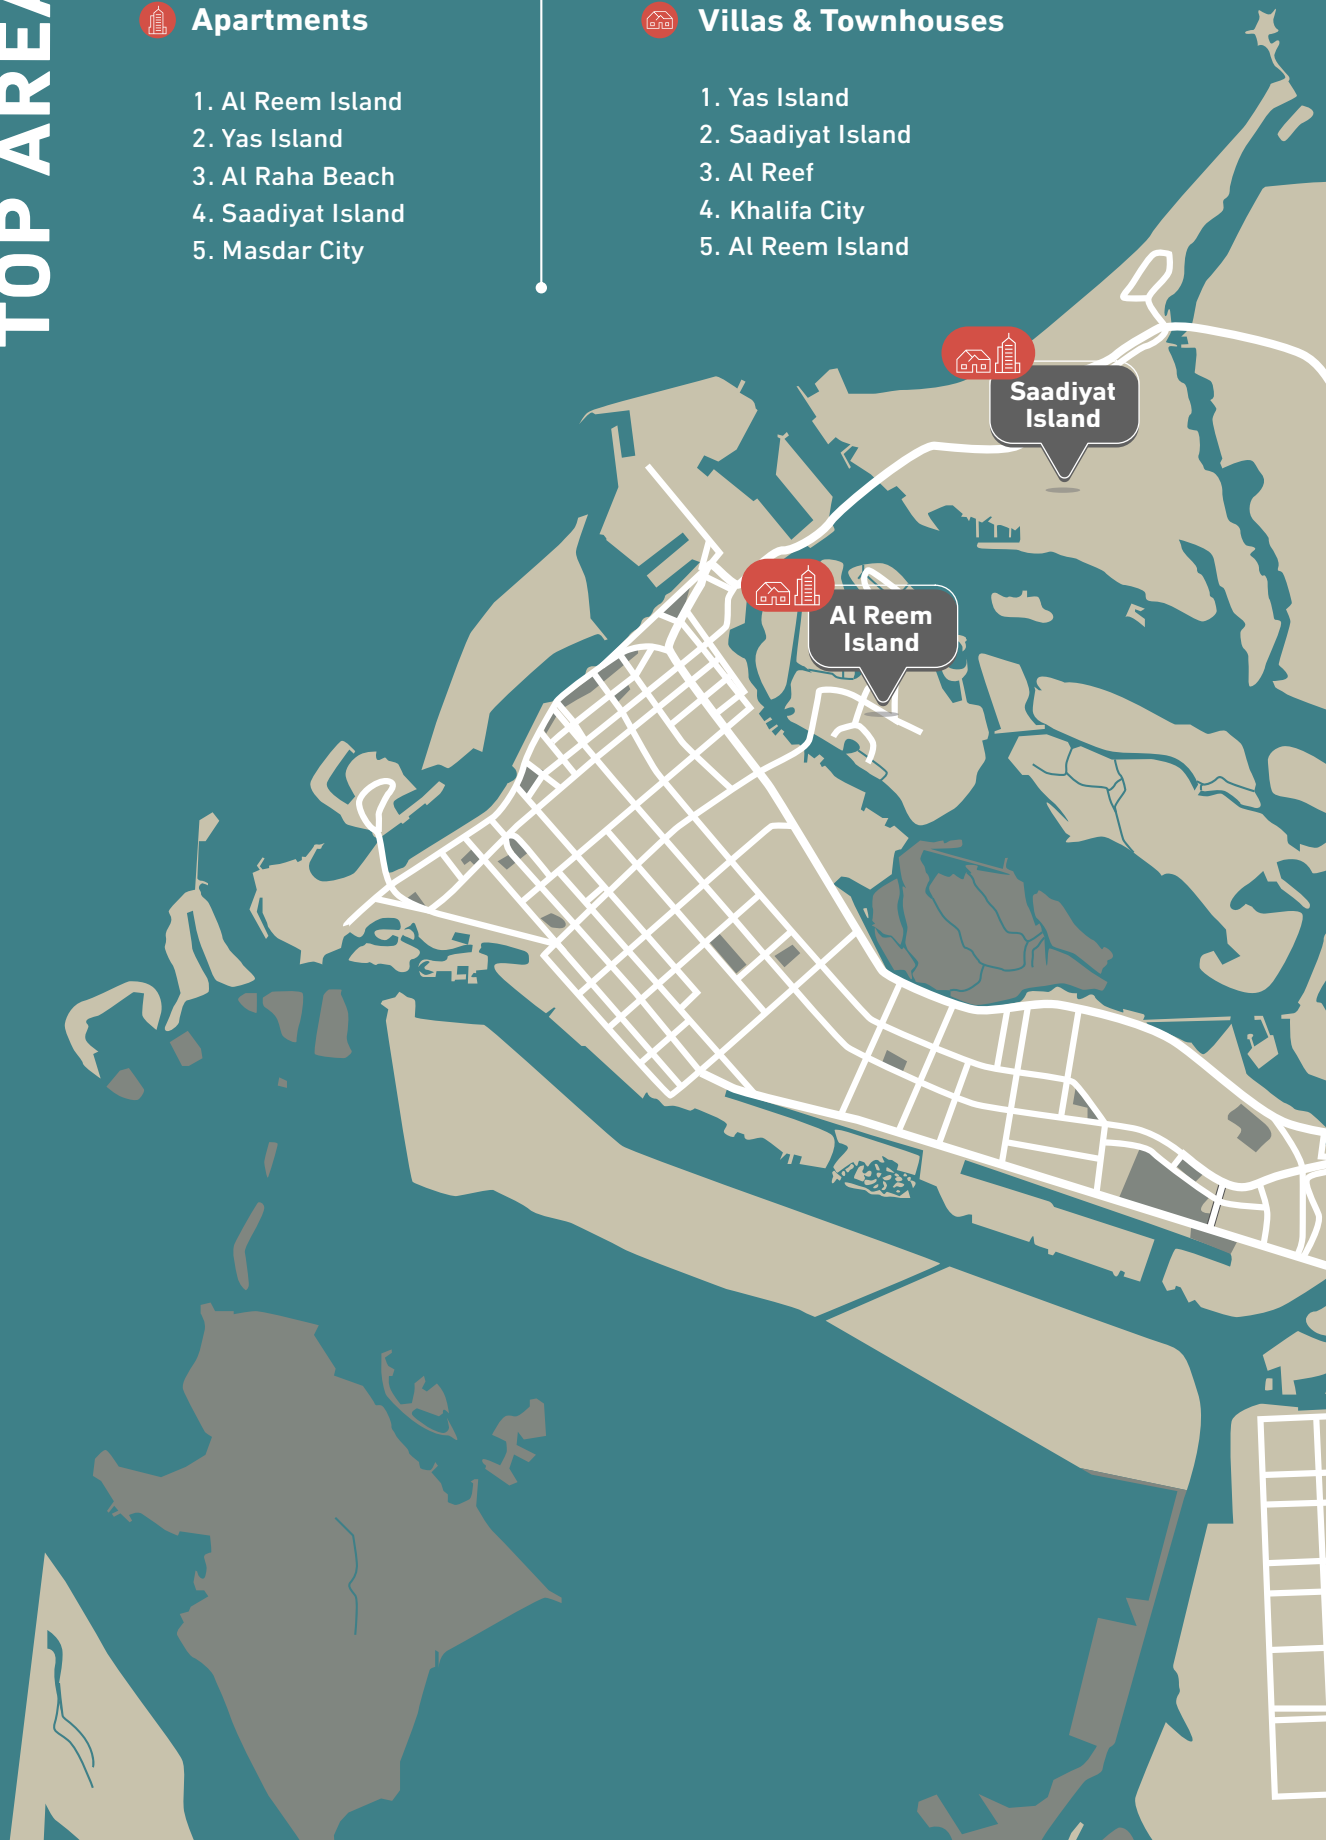 TOP AREA
Apartments
1. Al Reem Island
2. Yas Island
3. Al Raha Beach
4. Saadiyat Island
5. Masdar City
Villas & Townhouses
1. Yas Island
2. Saadiyat Island
3. Al Reef
4. Khalifa City
5. Al Reem Island
Saadiyat
Island
Al Reem
Island